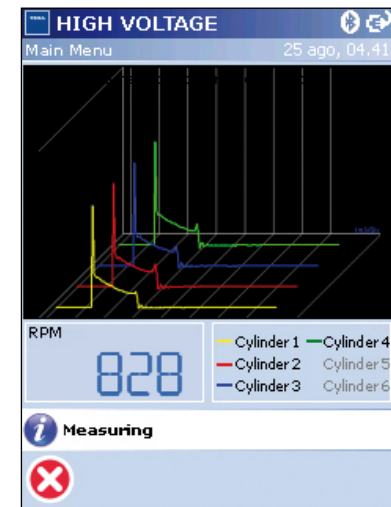 HIGH VOLTAGE
Main Menu 25 ago, 04.41
RPM
828
Cylinder 1 Cylinder 4
Cylinder 2 Cylinder 5
Cylinder 3 Cylinder 6
Measuring